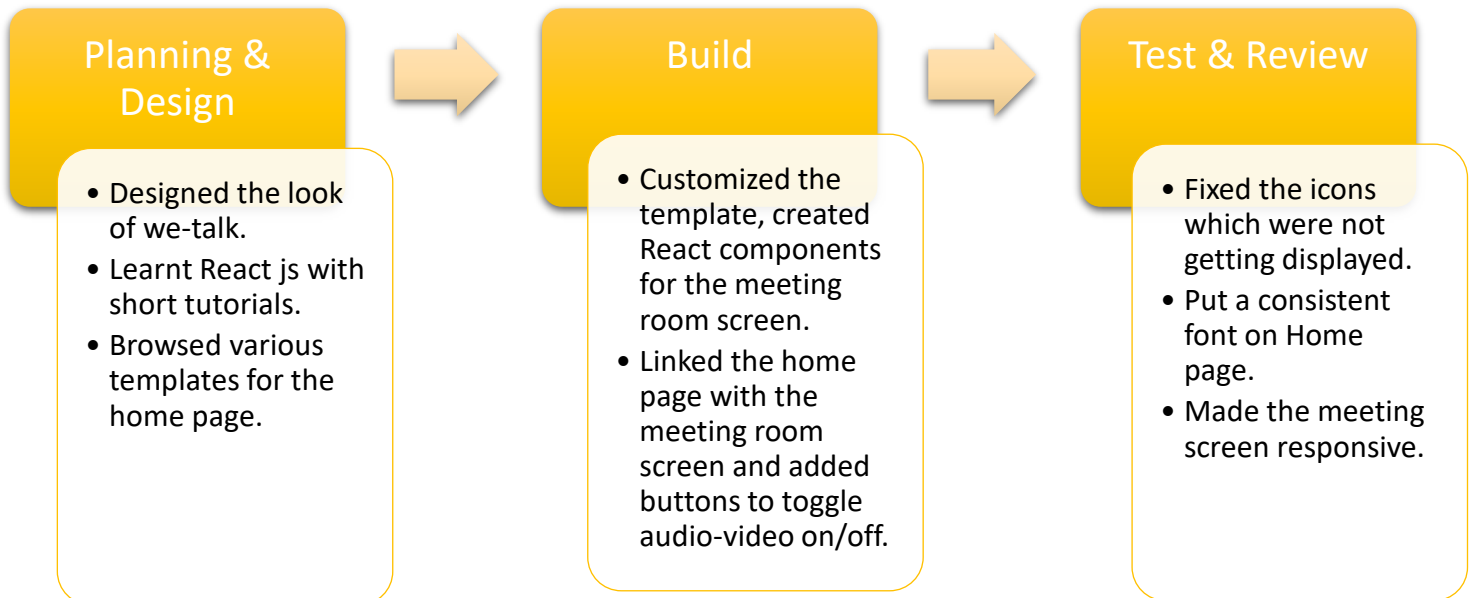 Planning &
Design
• Designed the look
of we-talk.
• Learnt React js with
short tutorials.
• Browsed various
templates for the
home page.
Build
• Customized the
template, created
React components
for the meeting
room screen.
• Linked the home
page with the
meeting room
screen and added
buttons to toggle
audio-video on/off.
Test & Review
• Fixed the icons
which were not
getting displayed.
• Put a consistent
font on Home
page.
• Made the meeting
screen responsive.